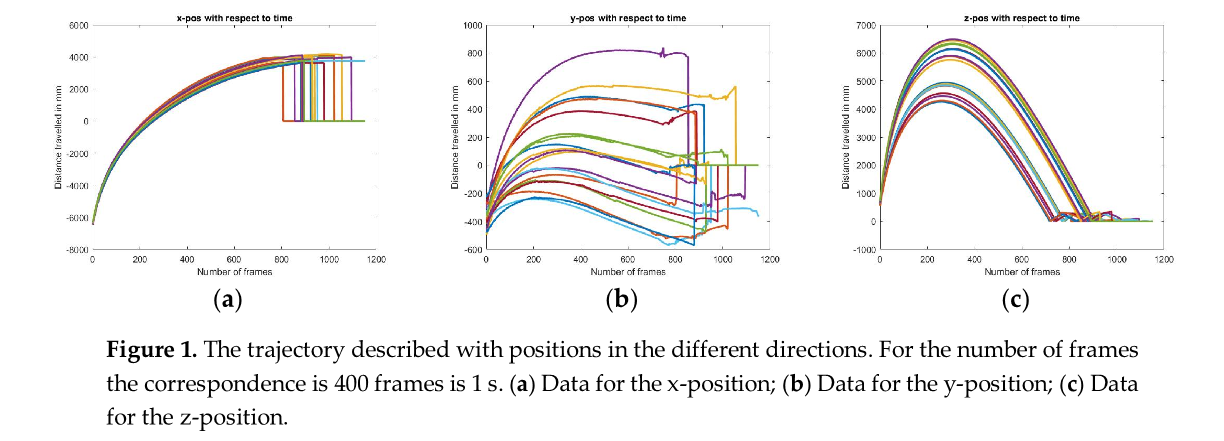 x-pos with respect to time
6000
4000
2000
0
-2000
-4000
-6000
-8000
Distance travelled in mm
0 200 400 600 800 1000 1200
Number of frames
(a)
y-pos with respect to time
1000
800
600
400
200
0
-200
-400
-600
Distance travelled in mm
0 200 400 600 800 1000 1200
Number of frames
(b)
z-pos with respect to time
7000
6000
5000
4000
3000
2000
1000
0
-1000
Distance travelled in mm
0 200 400 600 800 1000 1200
Number of frames
(c)
Figure 1. The trajectory described with positions in the different directions. For the number of frames
the correspondence is 400 frames is 1 s. (a) Data for the x-position; (b) Data for the y-position; (c) Data
for the z-position.